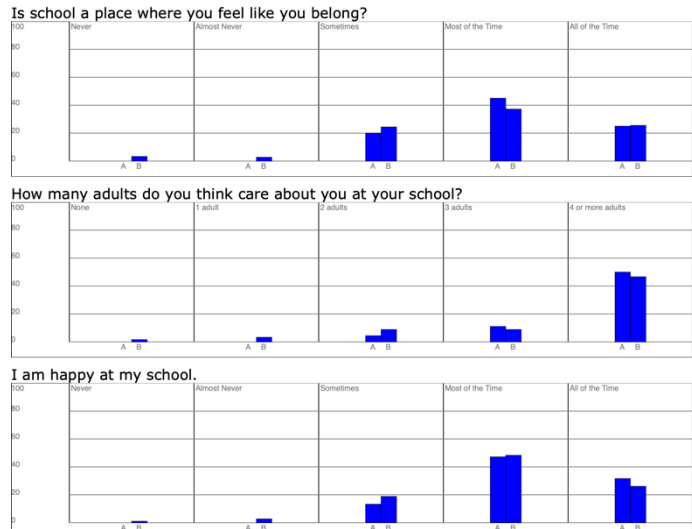 Is school a place where you feel like you belong?
100 Never Almost Never Sometimes Most of the Time All of the Time
80
60
40
20
0
A B A B A B A B A B
How many adults do you think care about you at your school?
100 None 1 adult 2 adults 3 adults 4 or more adults
80
60
40
20
0
A B A B A B A B A B
I am happy at my school.
100 Never Almost Never Sometimes Most of the Time All of the Time
80
60
40
20
0
A B A B A B A B A B